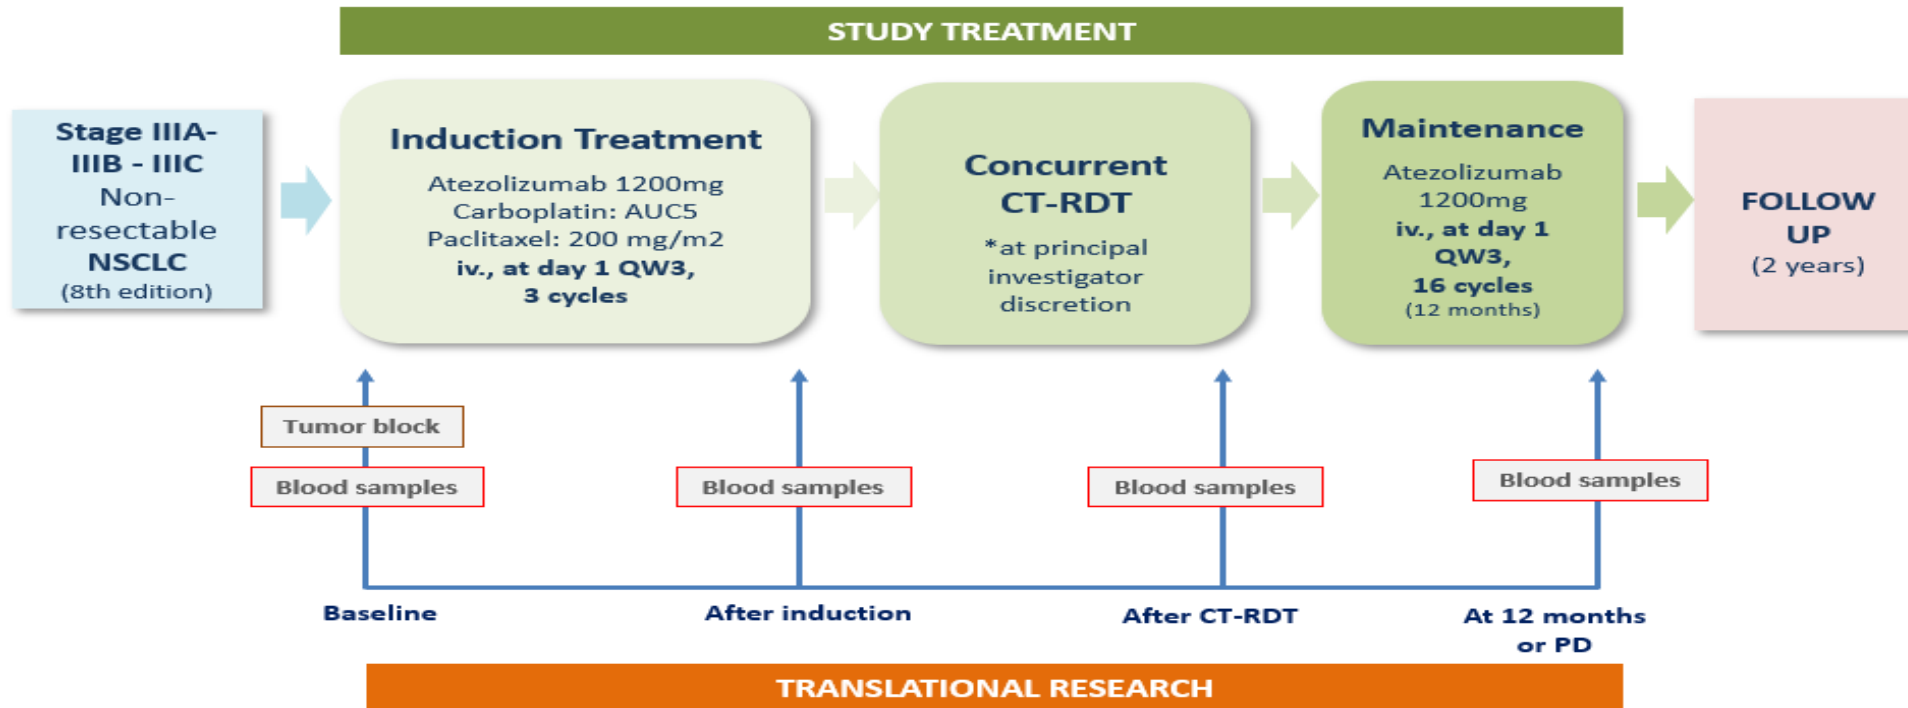 STUDY TREATMENT
Stage IIIA-
IIIB - IIIC
Non-
resectable
NSCLC
(8th edition)
Induction Treatment
Atezolizumab 1200mg
Carboplatin: AUC5
Paclitaxel: 200 mg/m2
iv., at day 1 QW3,
3 cycles
Concurrent
CT-RDT
*at principal
investigator
discretion
Maintenance
Atezolizumab
1200mg
iv., at day 1
QW3,
16 cycles
(12 months)
FOLLOW
UP
(2 years)
Tumor block
Blood samples
Blood samples
Blood samples
Blood samples
Baseline
After induction
After CT-RDT
At 12 months
or PD
TRANSLATIONAL RESEARCH